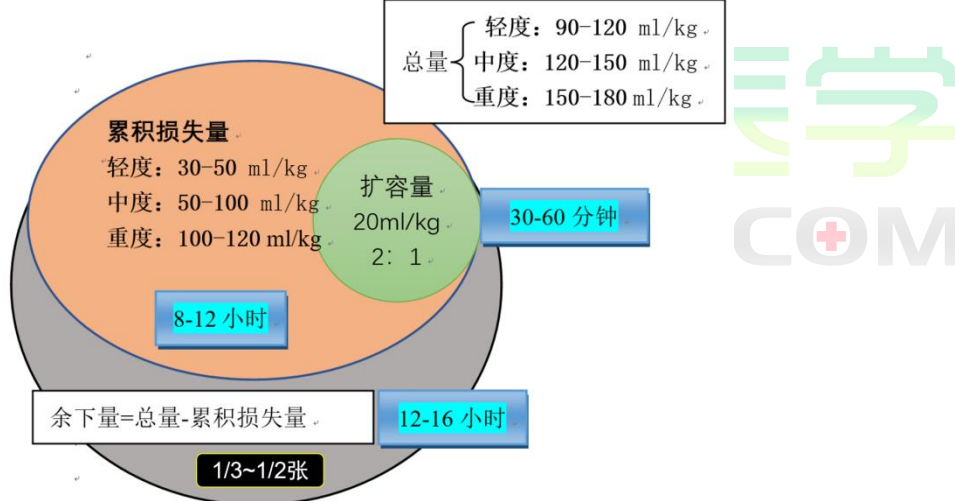 总量
轻度：90-120 ml/kg
中度：120-150 ml/kg
重度：150-180 ml/kg
累积损失量
轻度：30-50 ml/kg
中度：50-100 ml/kg
重度：100-120 ml/kg
扩容量
20ml/kg
2：1
30-60 分钟
8-12 小时
余下量=总量-累积损失量
12-16 小时
1/3~1/2张
学
COM